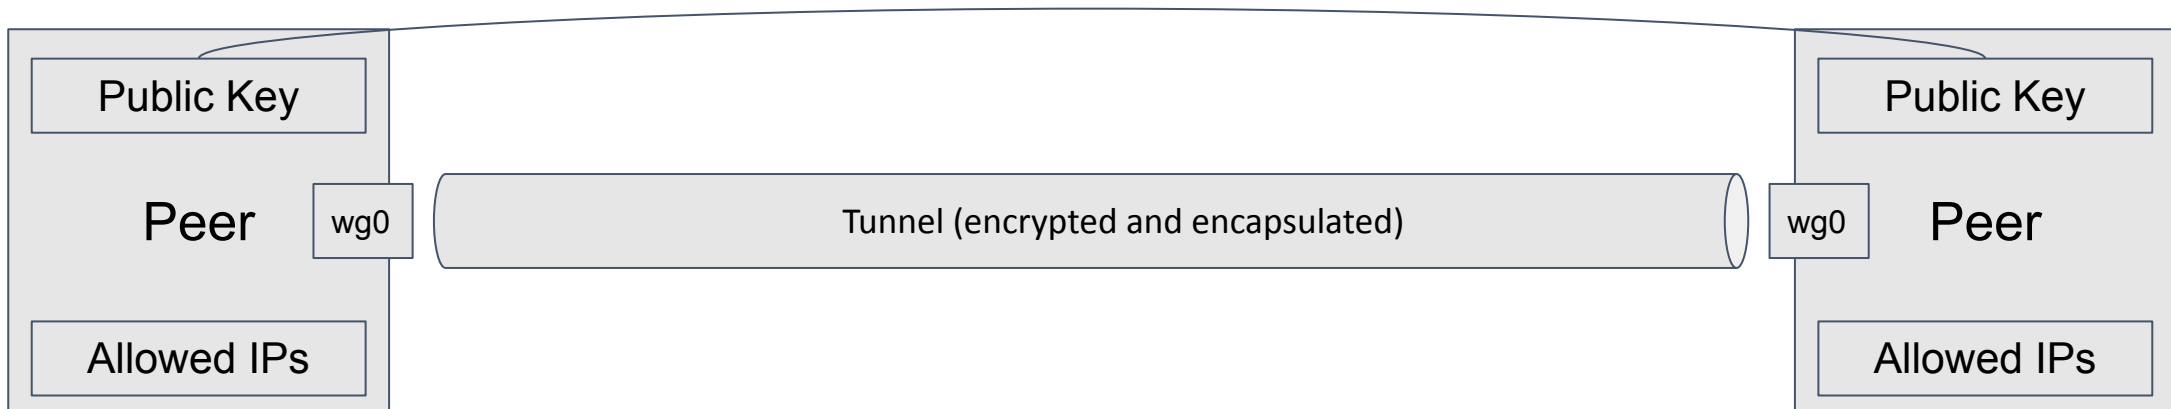 Public Key
Public Key
Peer
wg0
Tunnel (encrypted and encapsulated)
wg0
Peer
Allowed IPs
Allowed IPs